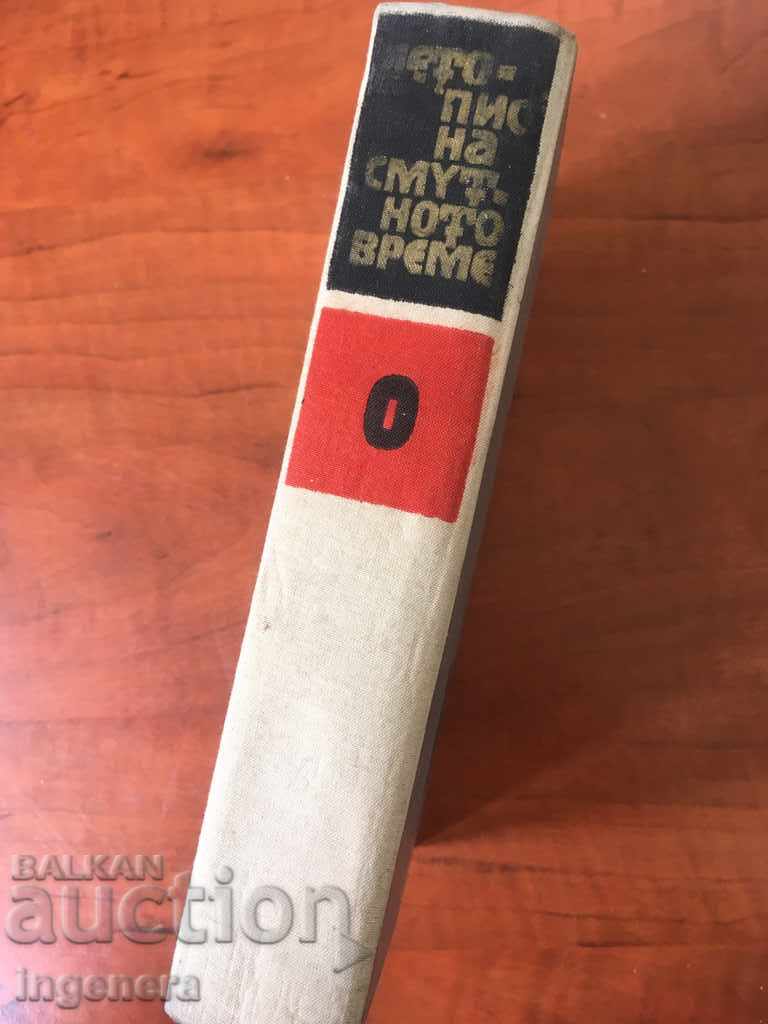 лето-
пис
на
смут-
ното
време
0
BALKAN
auction
ingenera